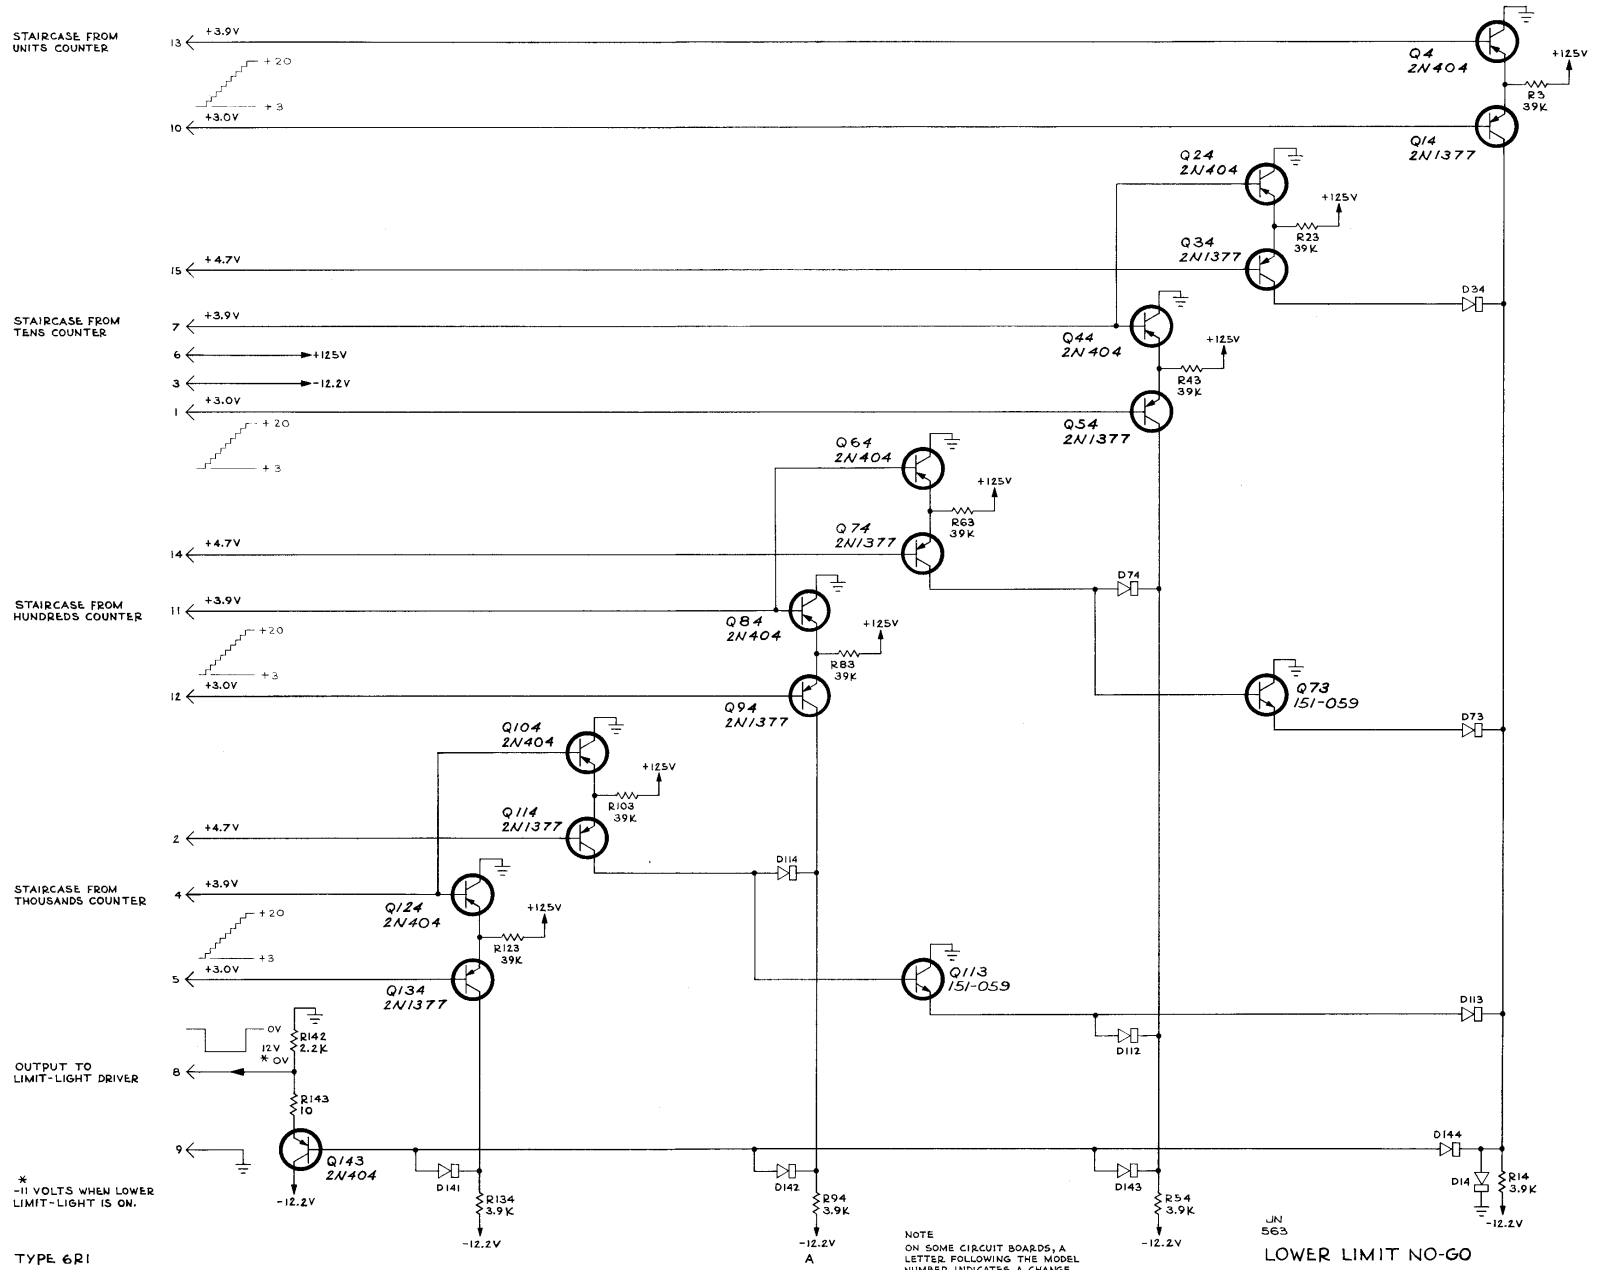 STAIRCASE FROM
UNITS COUNTER
13
+3.9V
+20
+3
10
+3.0V
Q4
2N404
+125V
R3
39K
Q14
2N1377
Q24
2N404
+125V
R23
39K
15
+4.7V
Q34
2N1377
D34
STAIRCASE FROM
TENS COUNTER
7
+3.9V
6
+125V
3
-12.2V
1
+3.0V
+20
+3
Q44
2N404
+125V
R43
39K
Q54
2N1377
Q64
2N404
+125V
R63
39K
14
+4.7V
Q74
2N1377
D74
STAIRCASE FROM
HUNDREDS COUNTER
11
+3.9V
+20
+3
12
+3.0V
Q84
2N404
+125V
R83
39K
Q94
2N1377
Q73
151-059
D73
Q104
2N404
+125V
R103
39K
2
+4.7V
Q114
2N1377
D114
STAIRCASE FROM
THOUSANDS COUNTER
4
+3.9V
+20
+3
5
+3.0V
Q124
2N404
+125V
R123
39K
Q134
2N1377
Q113
151-059
D113
D112
0V
12V
* 0V
R142
2.2K
OUTPUT TO
LIMIT-LIGHT DRIVER
8
R143
10
9
Q143
2N404
-12.2V
*
-11 VOLTS WHEN LOWER
LIMIT-LIGHT IS ON.
D141
R134
3.9K
-12.2V
D142
R94
3.9K
-12.2V
D143
R54
3.9K
-12.2V
D144
D14
R14
3.9K
-12.2V
TYPE 6R1
A
NOTE
ON SOME CIRCUIT BOARDS, A
LETTER FOLLOWING THE MODEL
NUMBER INDICATES A CHANGE
JN
563
LOWER LIMIT NO-GO